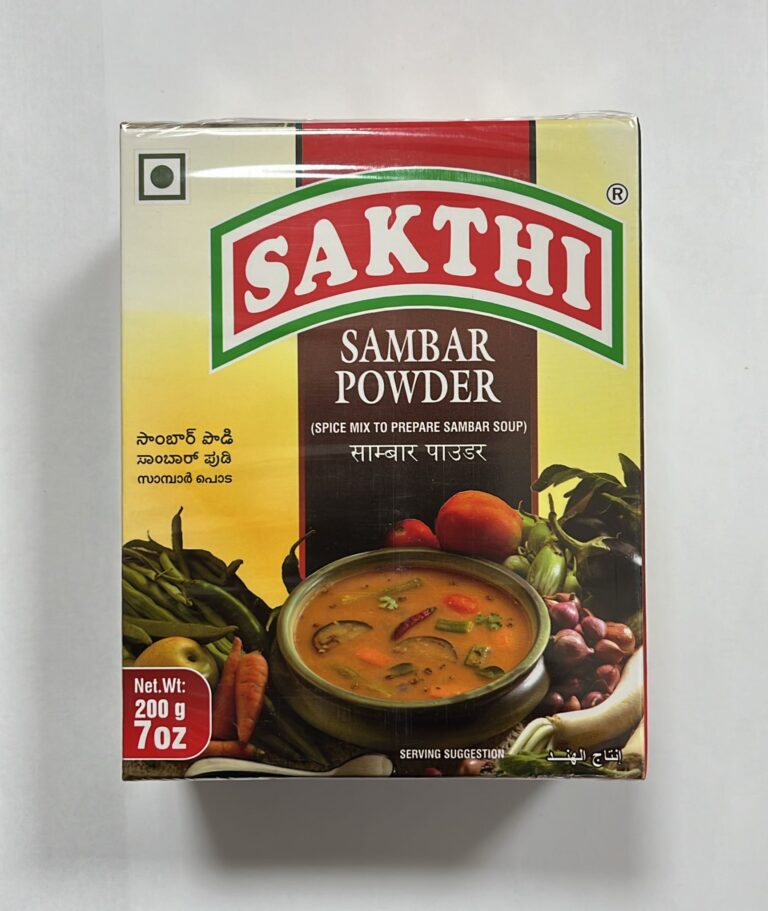 SAKTHI
®
SAMBAR
POWDER
(SPICE MIX TO PREPARE SAMBAR SOUP)
साम्बार पाउडर
సాంబార్ పొడి
ಸಾಂಬಾರ್ ಪುಡಿ
സാമ്പാർ പൊടി
Net.Wt:
200 g
7oz
SERVING SUGGESTION
إنتاج الهند